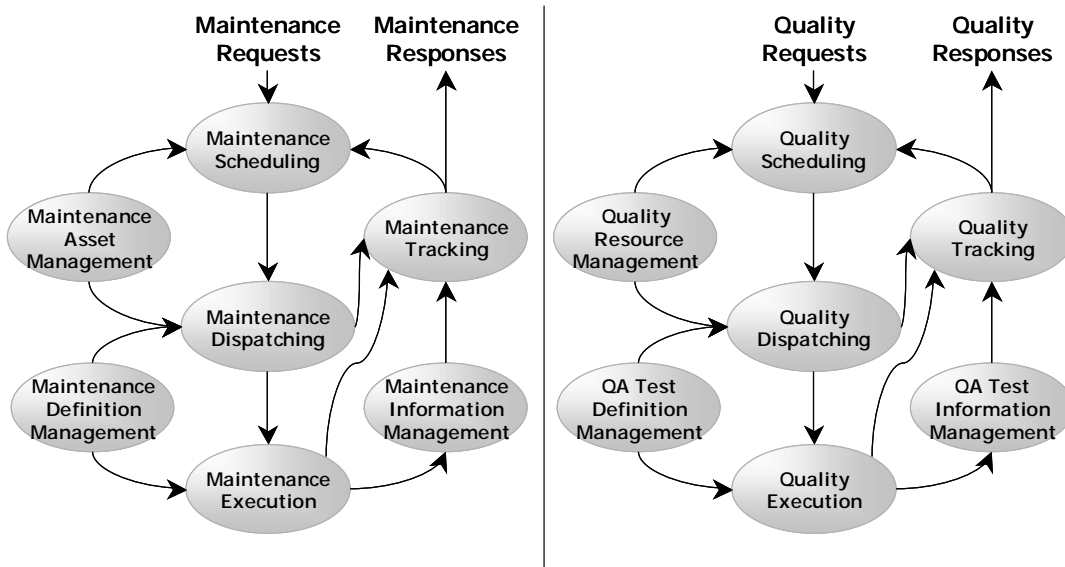 Maintenance
Requests
Maintenance
Responses
Maintenance
Scheduling
Maintenance
Asset
Management
Maintenance
Tracking
Maintenance
Dispatching
Maintenance
Definition
Management
Maintenance
Information
Management
Maintenance
Execution
Quality
Requests
Quality
Responses
Quality
Scheduling
Quality
Resource
Management
Quality
Tracking
Quality
Dispatching
QA Test
Definition
Management
QA Test
Information
Management
Quality
Execution